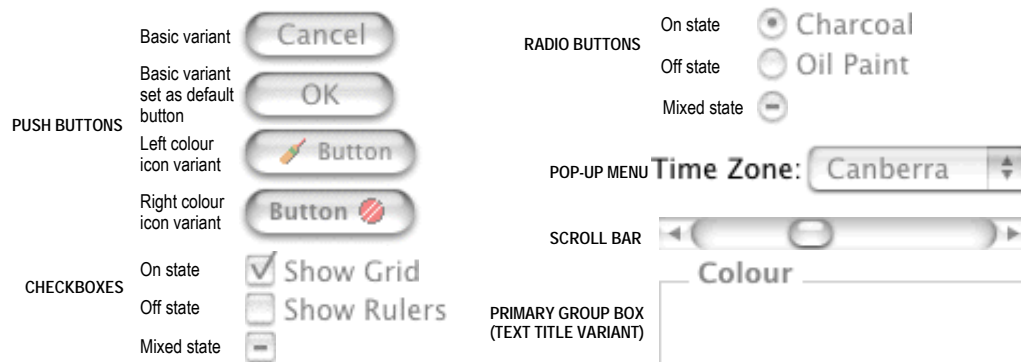 PUSH BUTTONS
Basic variant
Cancel
Basic variant
set as default
button
OK
Left colour
icon variant
Button
Right colour
icon variant
Button
CHECKBOXES
On state
Show Grid
Off state
Show Rulers
Mixed state
RADIO BUTTONS
On state
Charcoal
Off state
Oil Paint
Mixed state
POP-UP MENU
Time Zone:
Canberra
SCROLL BAR
PRIMARY GROUP BOX
(TEXT TITLE VARIANT)
Colour